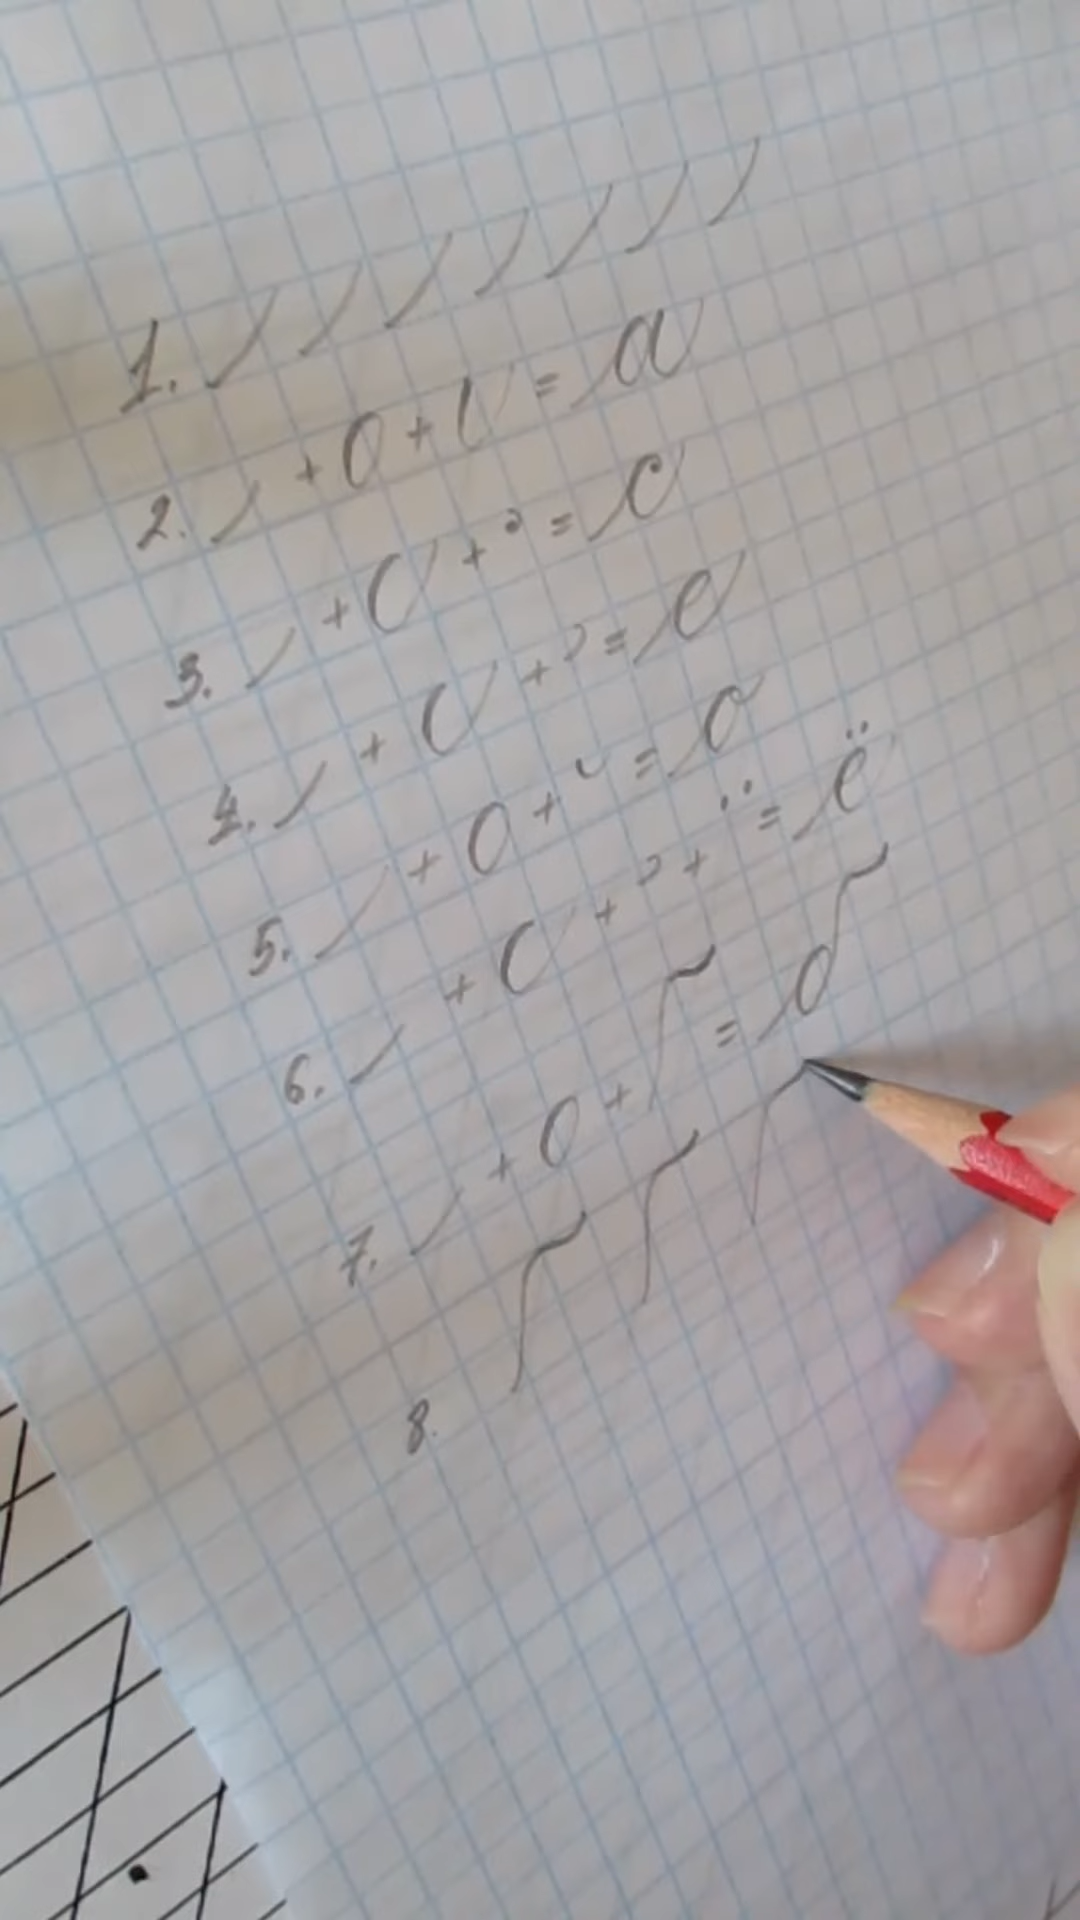 1. / / / / / / /
2. / + О + l = а
3. / + С + • = с
4. / + С + ɔ = е
5. / + О + ˘ = о
6. / + С + ɔ + ¨ = ё
7. / + О + ʃ = б
8. ʃ ʃ ʃ